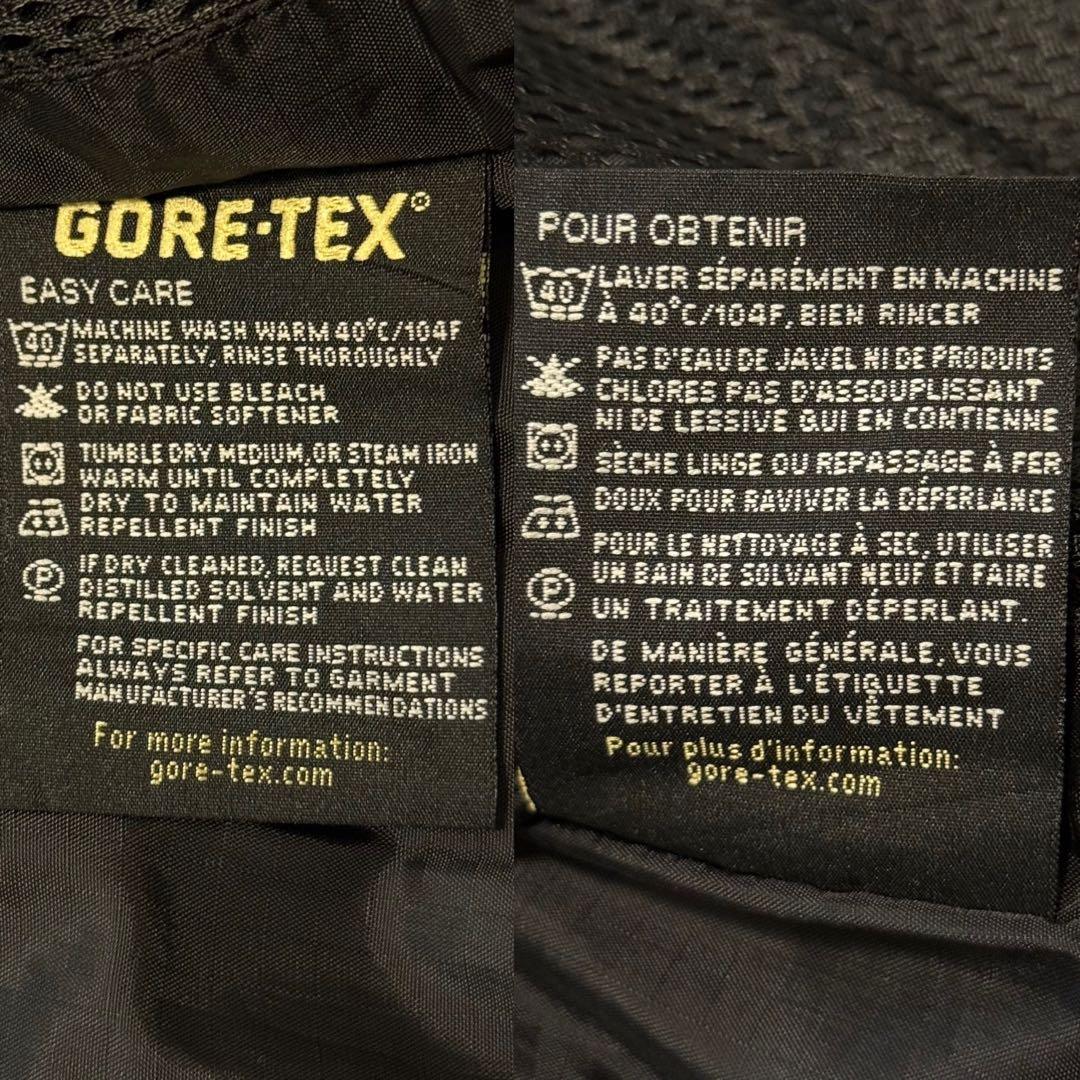 GORE-TEX®
EASY CARE
40 MACHINE WASH WARM 40°C/104F
SEPARATELY, RINSE THOROUGHLY
DO NOT USE BLEACH
OR FABRIC SOFTENER
TUMBLE DRY MEDIUM, OR STEAM IRON
WARM UNTIL COMPLETELY
DRY TO MAINTAIN WATER
REPELLENT FINISH
IF DRY CLEANED, REQUEST CLEAN
P DISTILLED SOLVENT AND WATER
REPELLENT FINISH
FOR SPECIFIC CARE INSTRUCTIONS
ALWAYS REFER TO GARMENT
MANUFACTURER'S RECOMMENDATIONS
For more information:
gore-tex.com
POUR OBTENIR
40 LAVER SÉPARÉMENT EN MACHINE
À 40°C/104F, BIEN RINCER
PAS D'EAU DE JAVEL NI DE PRODUITS
CHLORES PAS D'ASSOUPLISSANT
NI DE LESSIVE QUI EN CONTIENNE
SÈCHE LINGE OU REPASSAGE À FER
DOUX POUR RAVIVER LA DÉPERLANCE
POUR LE NETTOYAGE À SEC, UTILISER
P UN BAIN DE SOLVANT NEUF ET FAIRE
UN TRAITEMENT DÉPERLANT.
DE MANIÈRE GÉNÉRALE, VOUS
REPORTER À L'ÉTIQUETTE
D'ENTRETIEN DU VÊTEMENT
Pour plus d'information:
gore-tex.com